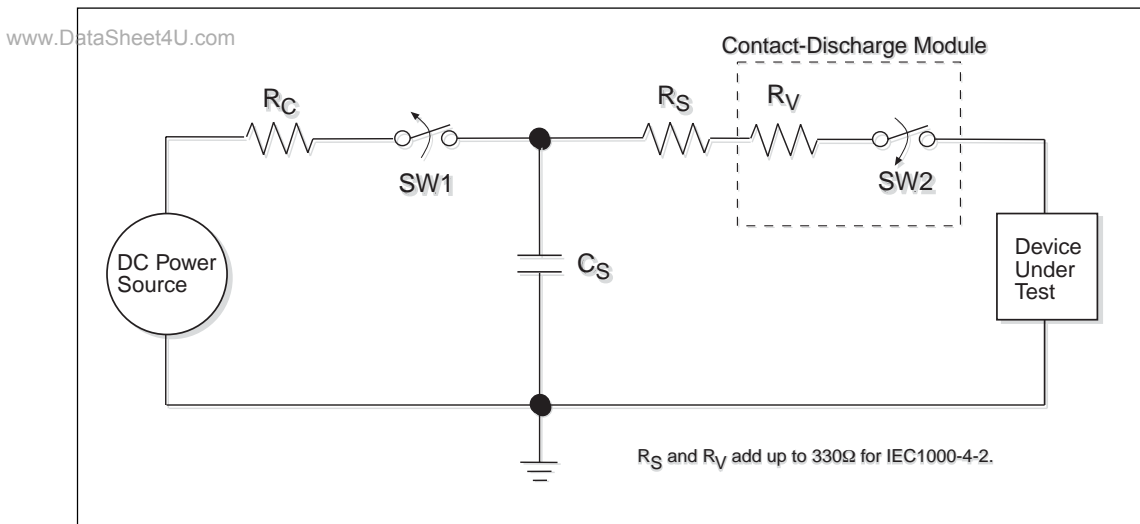 www.DataSheet4U.com
Contact-Discharge Module
RC
RS
RV
SW1
SW2
DC Power
Source
CS
Device
Under
Test
RS and RV add up to 330Ω for IEC1000-4-2.